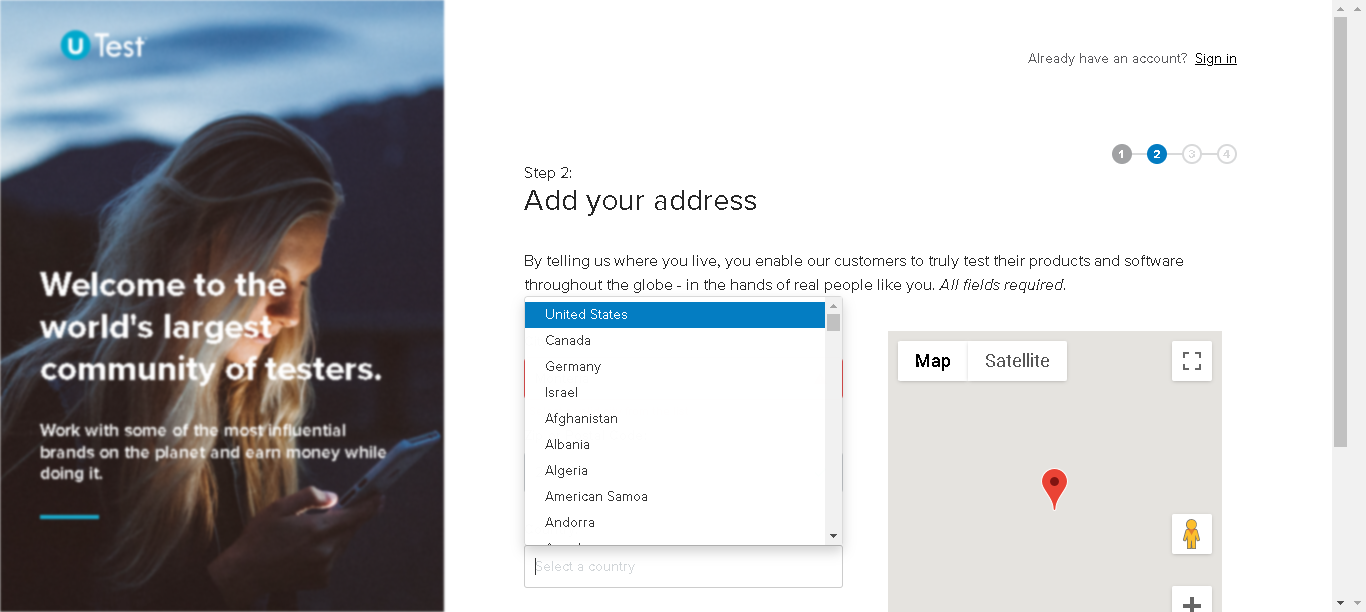 U Test
Already have an account? Sign in
1 2 3 4
Step 2:
Add your address
By telling us where you live, you enable our customers to truly test their products and software
throughout the globe - in the hands of real people like you. All fields required.
Welcome to the
world's largest
community of testers.
Work with some of the most influential
brands on the planet and earn money while
doing it.
United States
Canada
Germany
Israel
Afghanistan
Albania
Algeria
American Samoa
Andorra
Select a country
Map Satellite